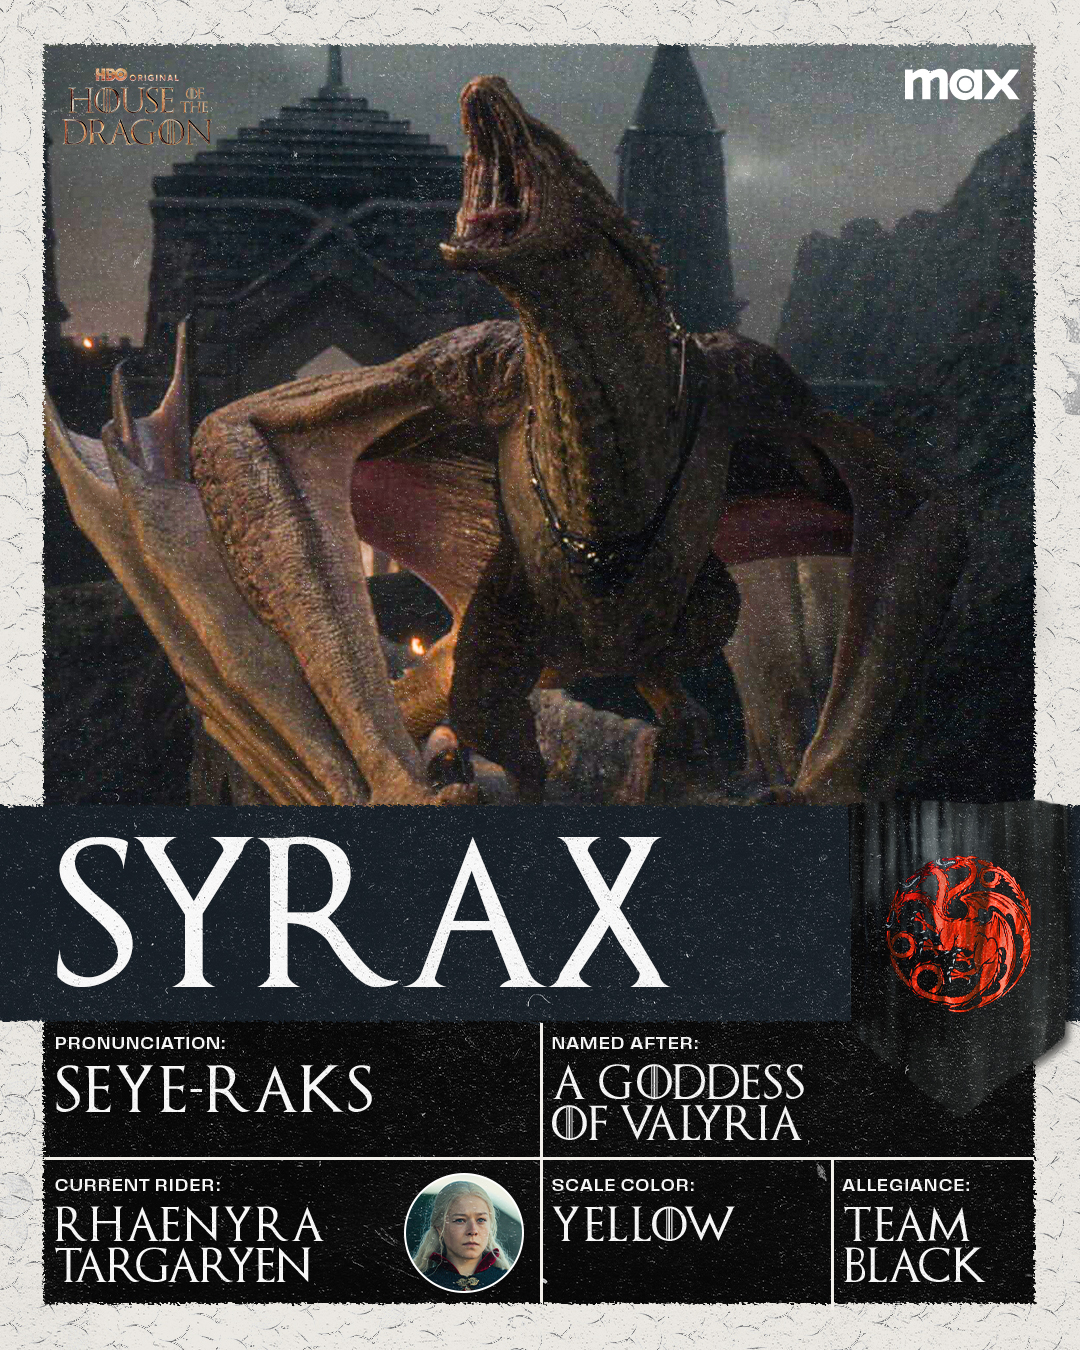 HBO ORIGINAL
HOUSE OF THE
DRAGON
max
SYRAX
PRONUNCIATION:
SEYE-RAKS
NAMED AFTER:
A GODDESS
OF VALYRIA
CURRENT RIDER:
RHAENYRA
TARGARYEN
SCALE COLOR:
YELLOW
ALLEGIANCE:
TEAM
BLACK